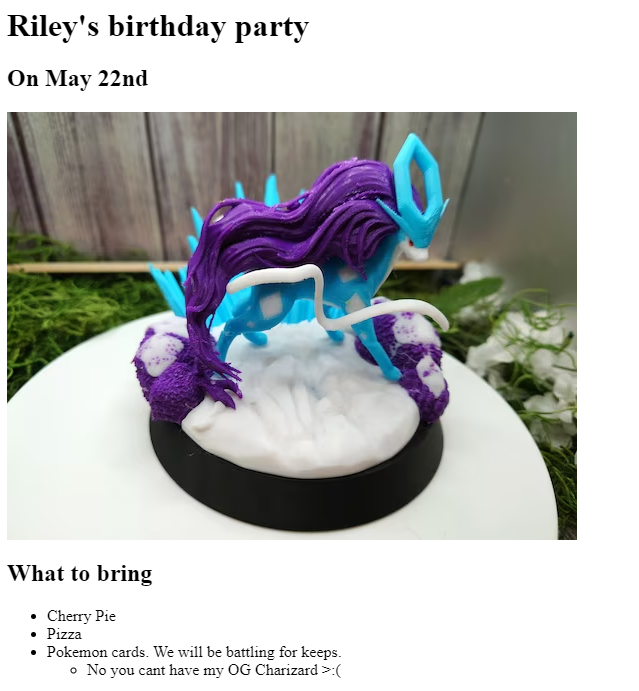 Riley's birthday party
On May 22nd
What to bring
Cherry Pie
Pizza
Pokemon cards. We will be battling for keeps.
No you cant have my OG Charizard >:(